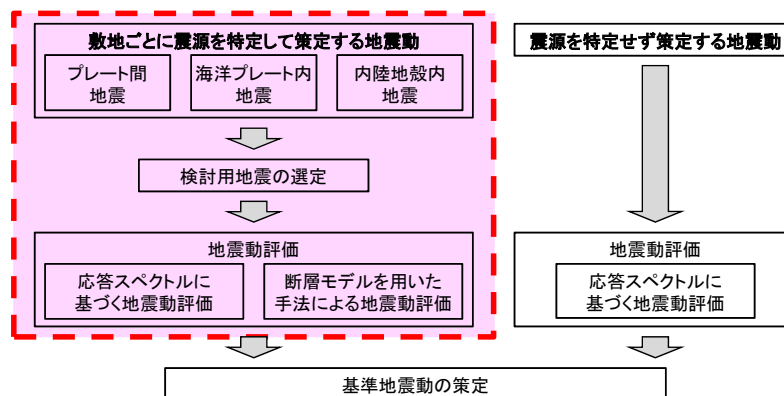 敷地ごとに震源を特定して策定する地震動
プレート間
地震
海洋プレート内
地震
内陸地殻内
地震
検討用地震の選定
地震動評価
応答スペクトルに
基づく地震動評価
断層モデルを用いた
手法による地震動評価
震源を特定せず策定する地震動
地震動評価
応答スペクトルに
基づく地震動評価
基準地震動の策定